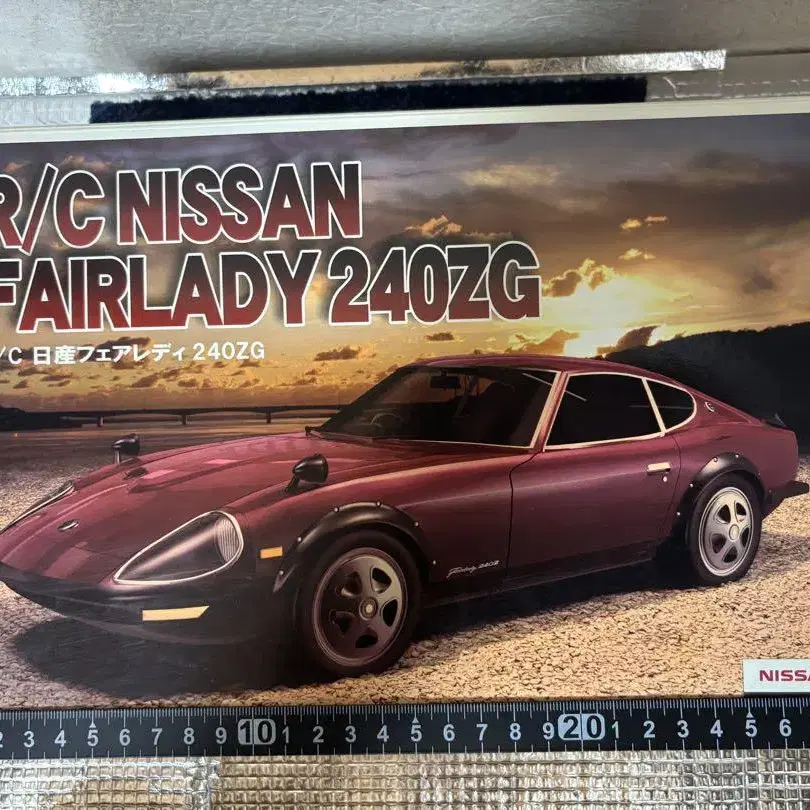 R/C NISSAN
FAIRLADY 240ZG
/C 日産フェアレディ 240ZG
Fairlady 240Z
NISSA
2 3 4 5 6 7 8 9 10 1 2 3 4 5 6 7 8 9 20 1 2 3 4 5 6